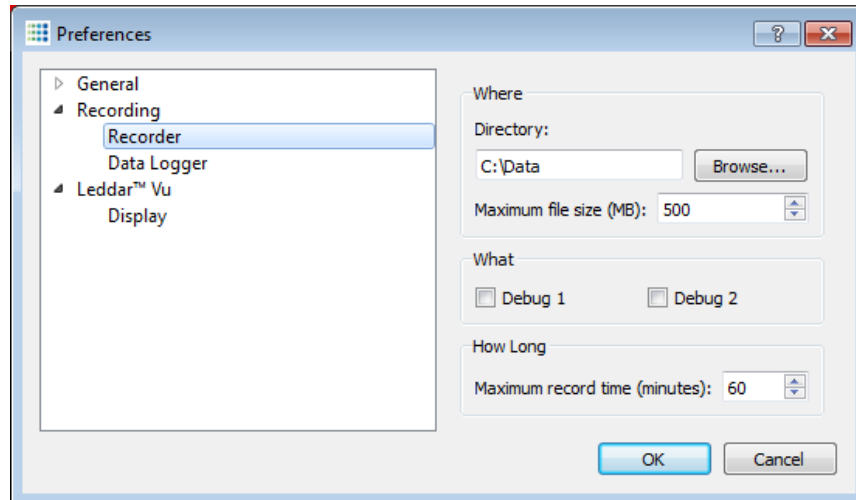 Preferences
General
Recording
Recorder
Data Logger
Leddar™ Vu
Display
Where
Directory:
C:\Data Browse...
Maximum file size (MB): 500
What
Debug 1 Debug 2
How Long
Maximum record time (minutes): 60
OK Cancel